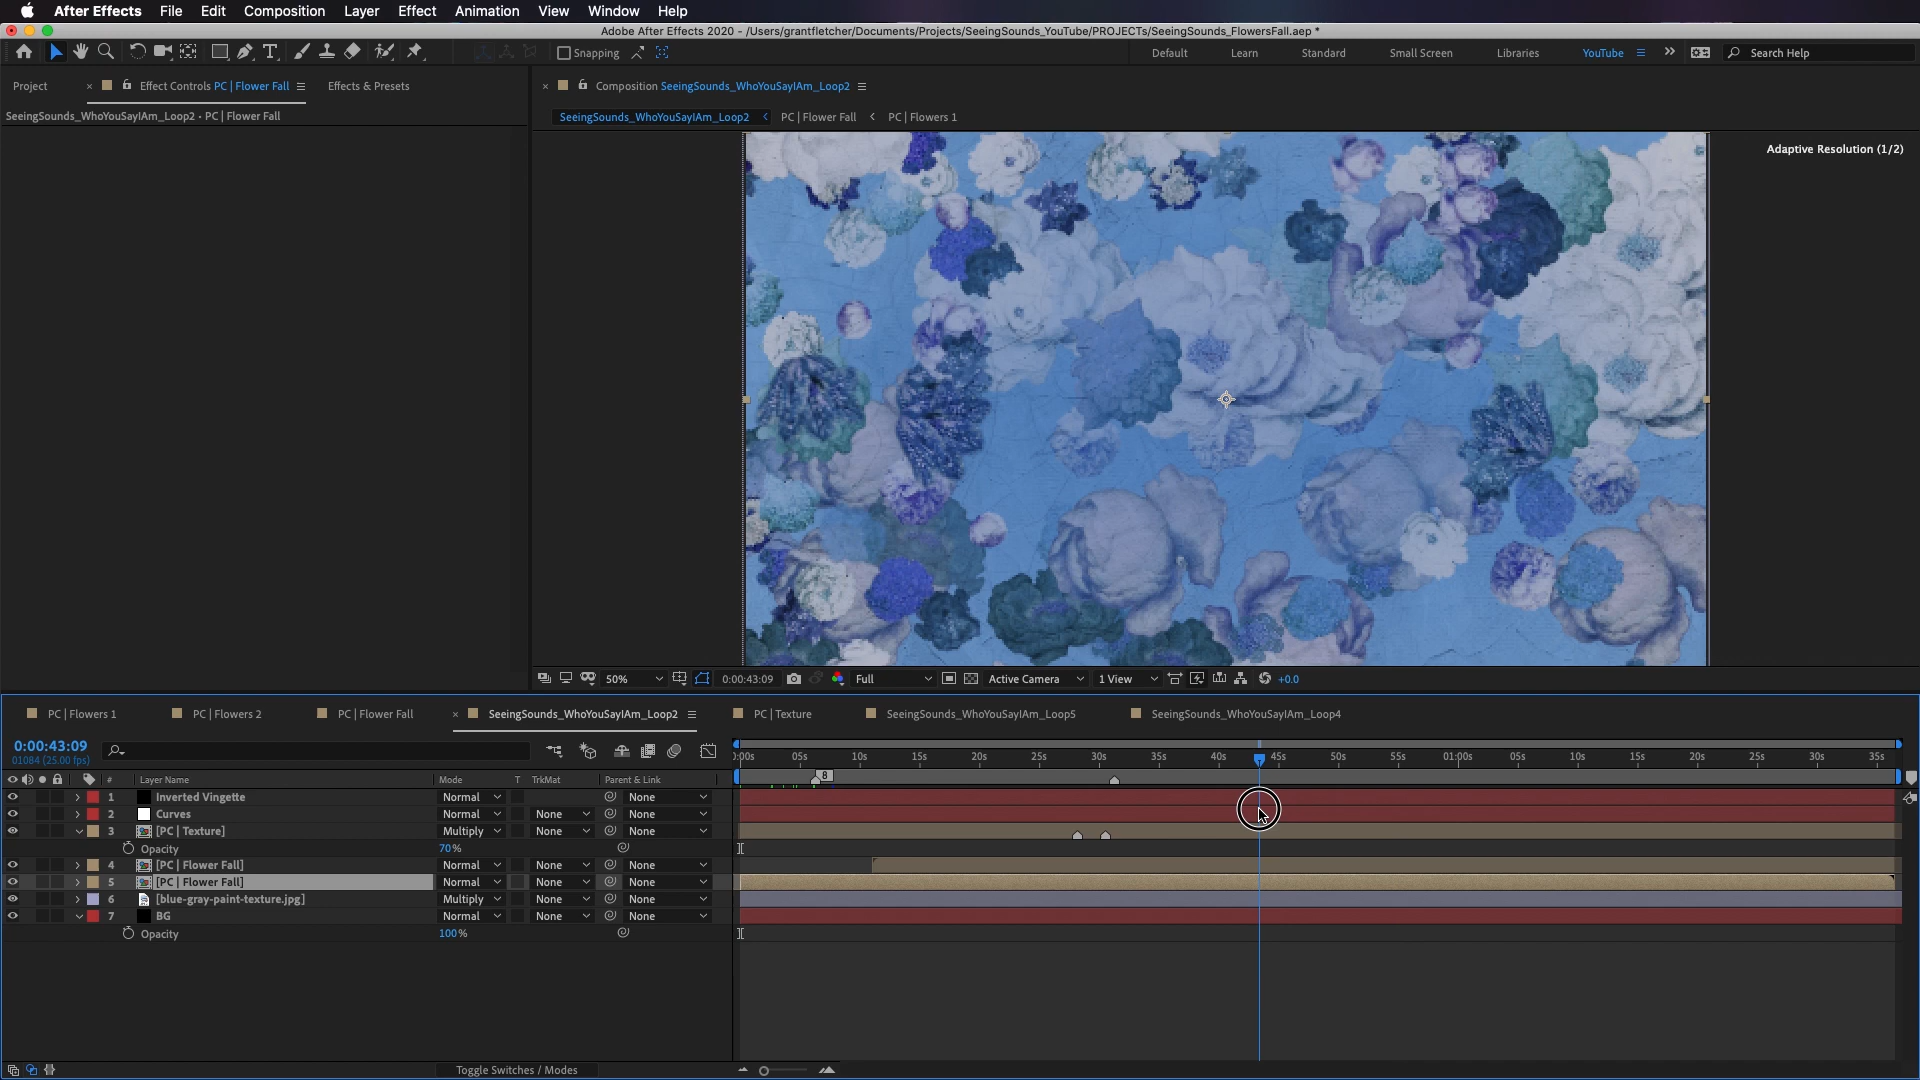 After Effects File Edit Composition Layer Effect Animation View Window Help
Adobe After Effects 2020 - /Users/grantfletcher/Documents/Projects/SeeingSounds_YouTube/PROJECTs/SeeingSounds_FlowersFall.aep *
Snapping Default Learn Standard Small Screen Libraries YouTube Search Help
Project Effect Controls PC | Flower Fall Effects & Presets Composition SeeingSounds_WhoYouSayIAm_Loop2
SeeingSounds_WhoYouSayIAm_Loop2 • PC | Flower Fall
SeeingSounds_WhoYouSayIAm_Loop2 PC | Flower Fall PC | Flowers 1
Adaptive Resolution (1/2)
50% 0:00:43:09 Full Active Camera 1 View +0.0
PC | Flowers 1 PC | Flowers 2 PC | Flower Fall SeeingSounds_WhoYouSayIAm_Loop2 PC | Texture SeeingSounds_WhoYouSayIAm_Loop5 SeeingSounds_WhoYouSayIAm_Loop4
0:00:43:09
01084 (25.00 fps)
:00s 05s 10s 15s 20s 25s 30s 35s 40s 45s 50s 55s 01:00s 05s 10s 15s 20s 25s 30s 35s
8
# Layer Name Mode T TrkMat Parent & Link
1 Inverted Vingette Normal None
2 Curves Normal None None
3 [PC | Texture] Multiply None None
Opacity 70%
4 [PC | Flower Fall] Normal None None
5 [PC | Flower Fall] Normal None None
6 [blue-gray-paint-texture.jpg] Multiply None None
7 BG Normal None None
Opacity 100%
Toggle Switches / Modes